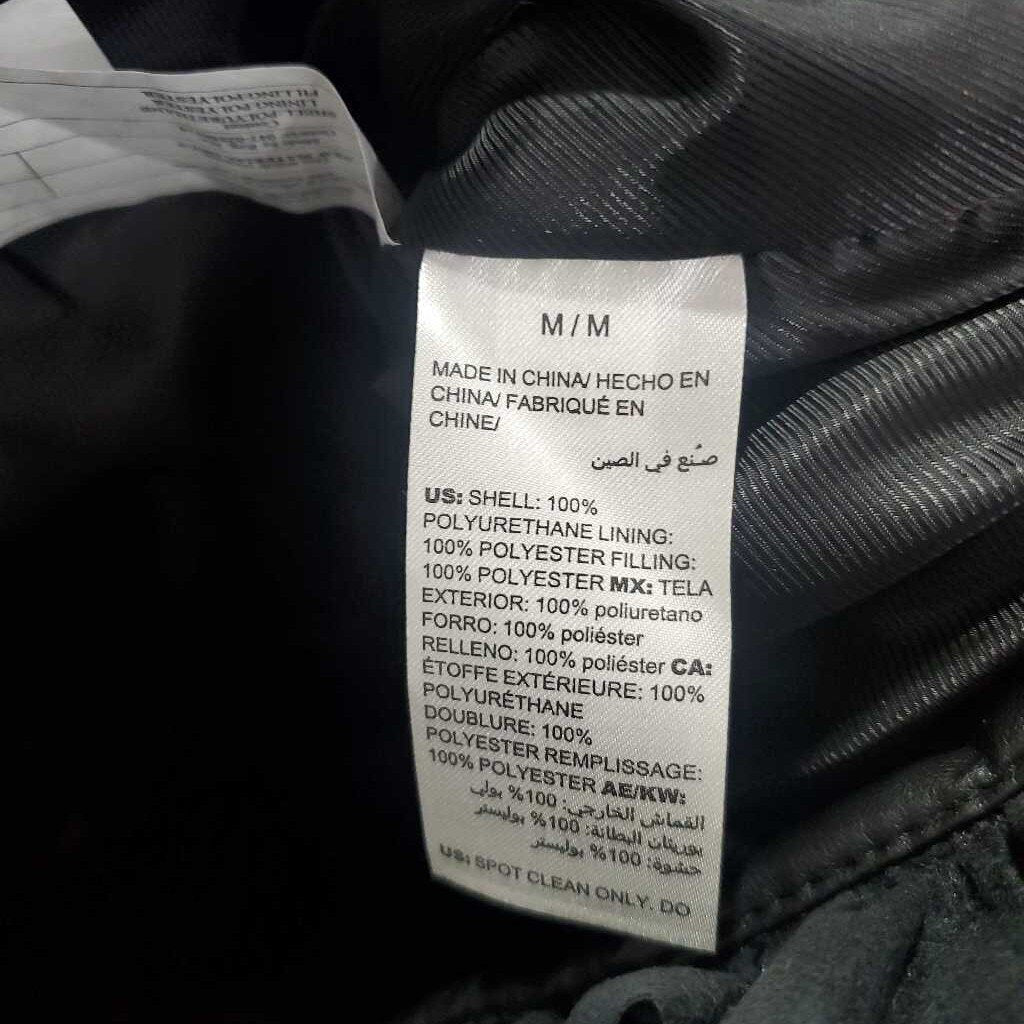 M / M
MADE IN CHINA/ HECHO EN
CHINA/ FABRIQUÉ EN
CHINE/
صُنع في الصين
US: SHELL: 100%
POLYURETHANE LINING:
100% POLYESTER FILLING:
100% POLYESTER MX: TELA
EXTERIOR: 100% poliuretano
FORRO: 100% poliéster
RELLENO: 100% poliéster CA:
ÉTOFFE EXTÉRIEURE: 100%
POLYURÉTHANE
DOUBLURE: 100%
POLYESTER REMPLISSAGE:
100% POLYESTER AE/KW:
القماش الخارجي: 100% بولي
يوريثان البطانة: 100% بوليستر
حشوة: 100% بوليستر
US: SPOT CLEAN ONLY. DO